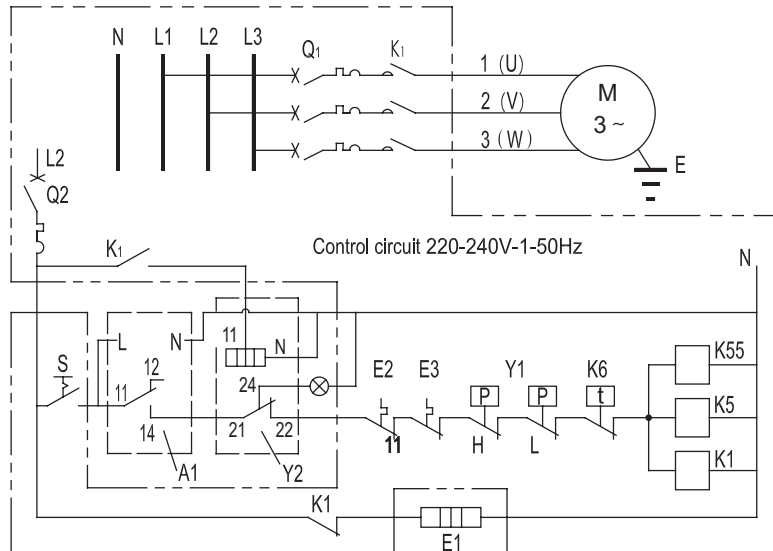 N L1 L2 L3 Q1 K1
1 (U)
2 (V)
3 (W)
M
3 ~
E
L2
Q2
K1
Control circuit 220-240V-1-50Hz
N
S
L
N
11
N
12
11
14
A1
24
21
22
Y2
E2
11
E3
Y1
P
H
P
L
K6
t
K55
K5
K1
K1
E1